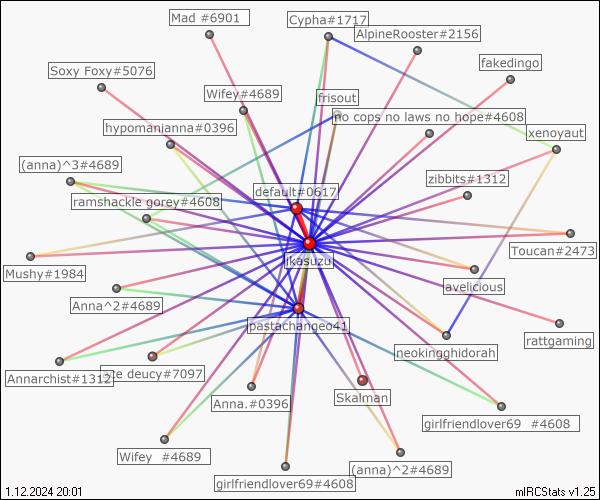 Mad #6901
Cypha#1717
AlpineRooster#2156
fakedingo
Soxy Foxy#5076
Wifey#4689
frisout
no cops no laws no hope#4608
hypomanianna#0396
xenoyaut
(anna)^3#4689
zibbits#1312
default#0617
ramshackle gorey#4608
Toucan#2473
ikasuzu
Mushy#1984
avelicious
Anna^2#4689
pastachangeo41
rattgaming
neokingghidorah
Annarchist#1312
deucy#7097
Skalman
Anna.#0396
girlfriendlover69 #4608
Wifey #4689
(anna)^2#4689
girlfriendlover69#4608
1.12.2024 20:01
mIRCStats v1.25